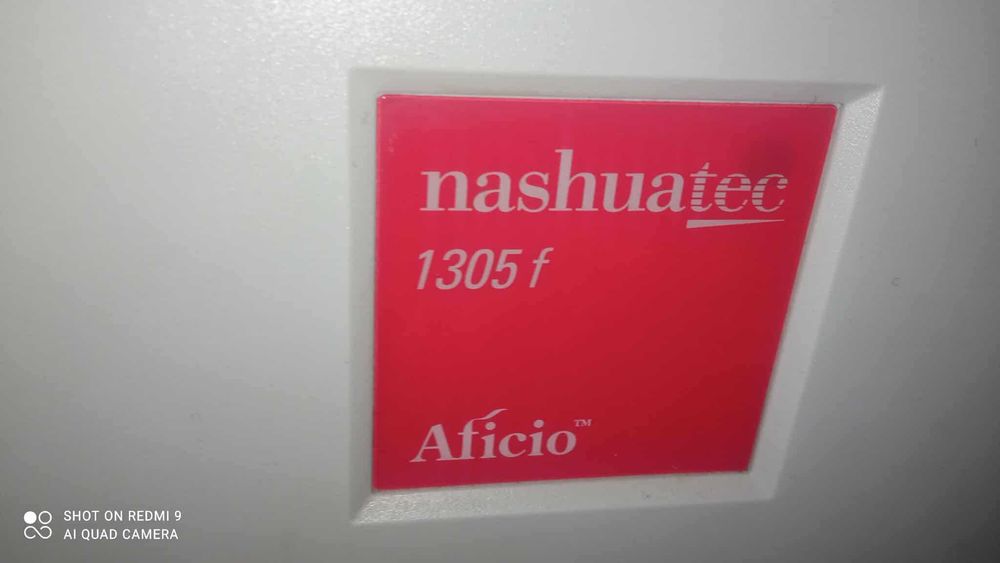 nashuatec
1305 f
Aficio™
SHOT ON REDMI 9
AI QUAD CAMERA